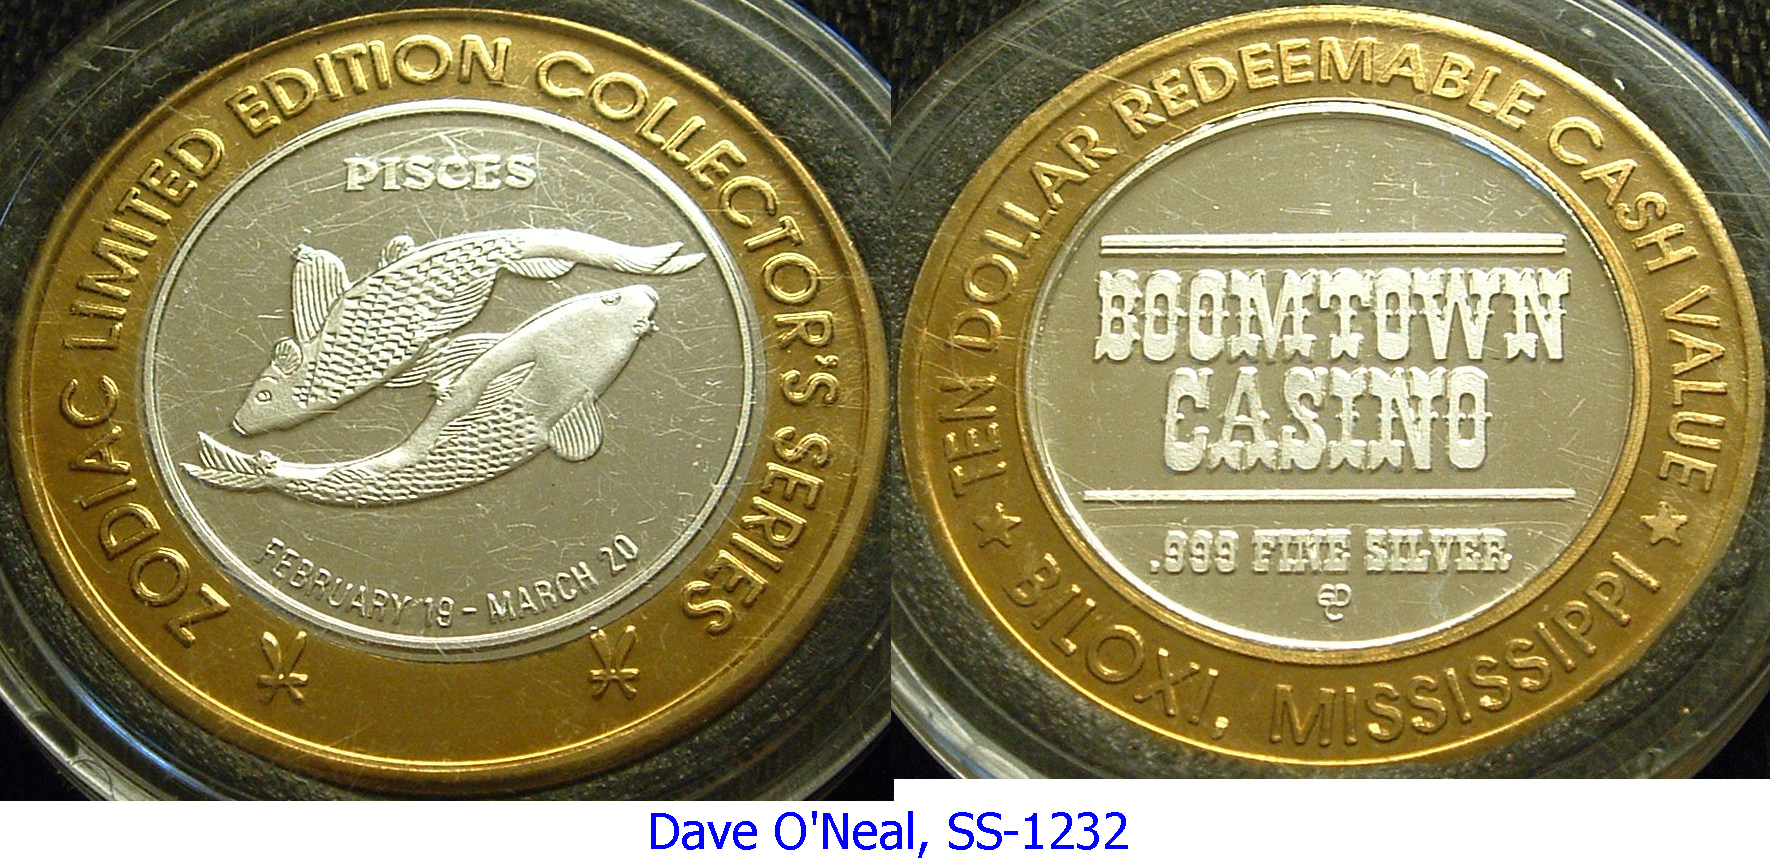 ZODIAC LIMITED EDITION COLLECTOR'S SERIES
PISCES
FEBRUARY 19 - MARCH 20
TEN DOLLAR REDEEMABLE CASH VALUE
BOOMTOWN
CASINO
.999 FINE SILVER
BILOXI, MISSISSIPPI
Dave O'Neal, SS-1232